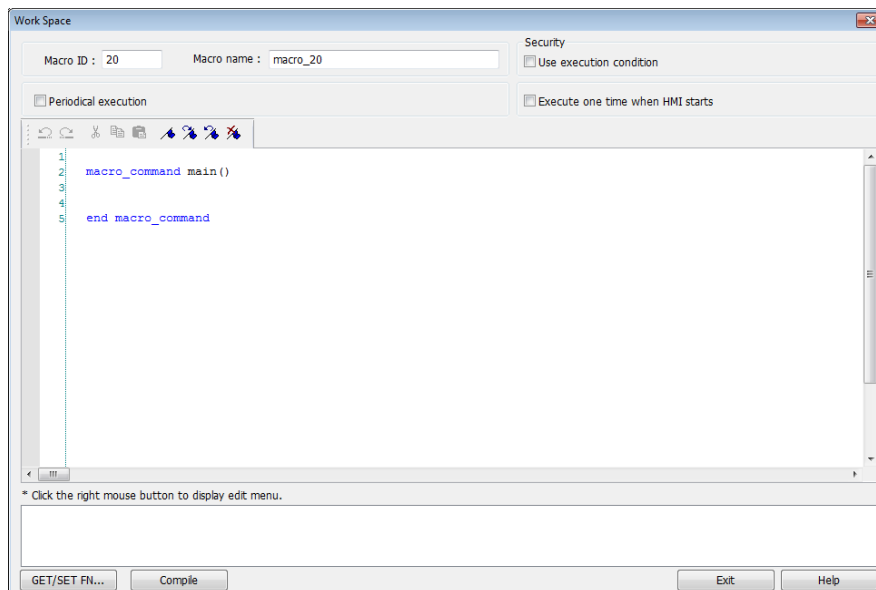 Work Space
Security
Macro ID : 20 Macro name : macro_20
Use execution condition
Periodical execution
Execute one time when HMI starts
1
2 macro_command main()
3
4
5 end macro_command
* Click the right mouse button to display edit menu.
GET/SET FN... Compile Exit Help